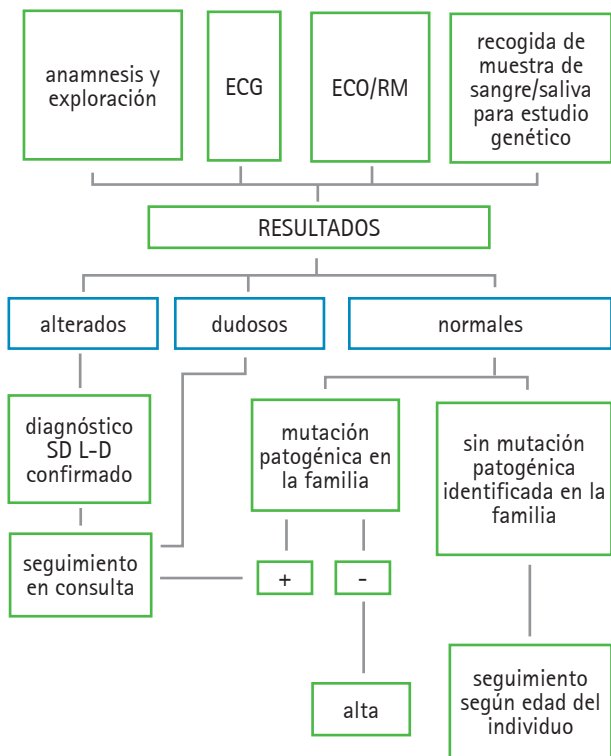 anamnesis y
exploración
ECG
ECO/RM
recogida de
muestra de
sangre/saliva
para estudio
genético
RESULTADOS
alterados
dudosos
normales
diagnóstico
SD L-D
confirmado
mutación
patogénica en
la familia
sin mutación
patogénica
identificada en la
familia
seguimiento
en consulta
+
-
alta
seguimiento
según edad del
individuo